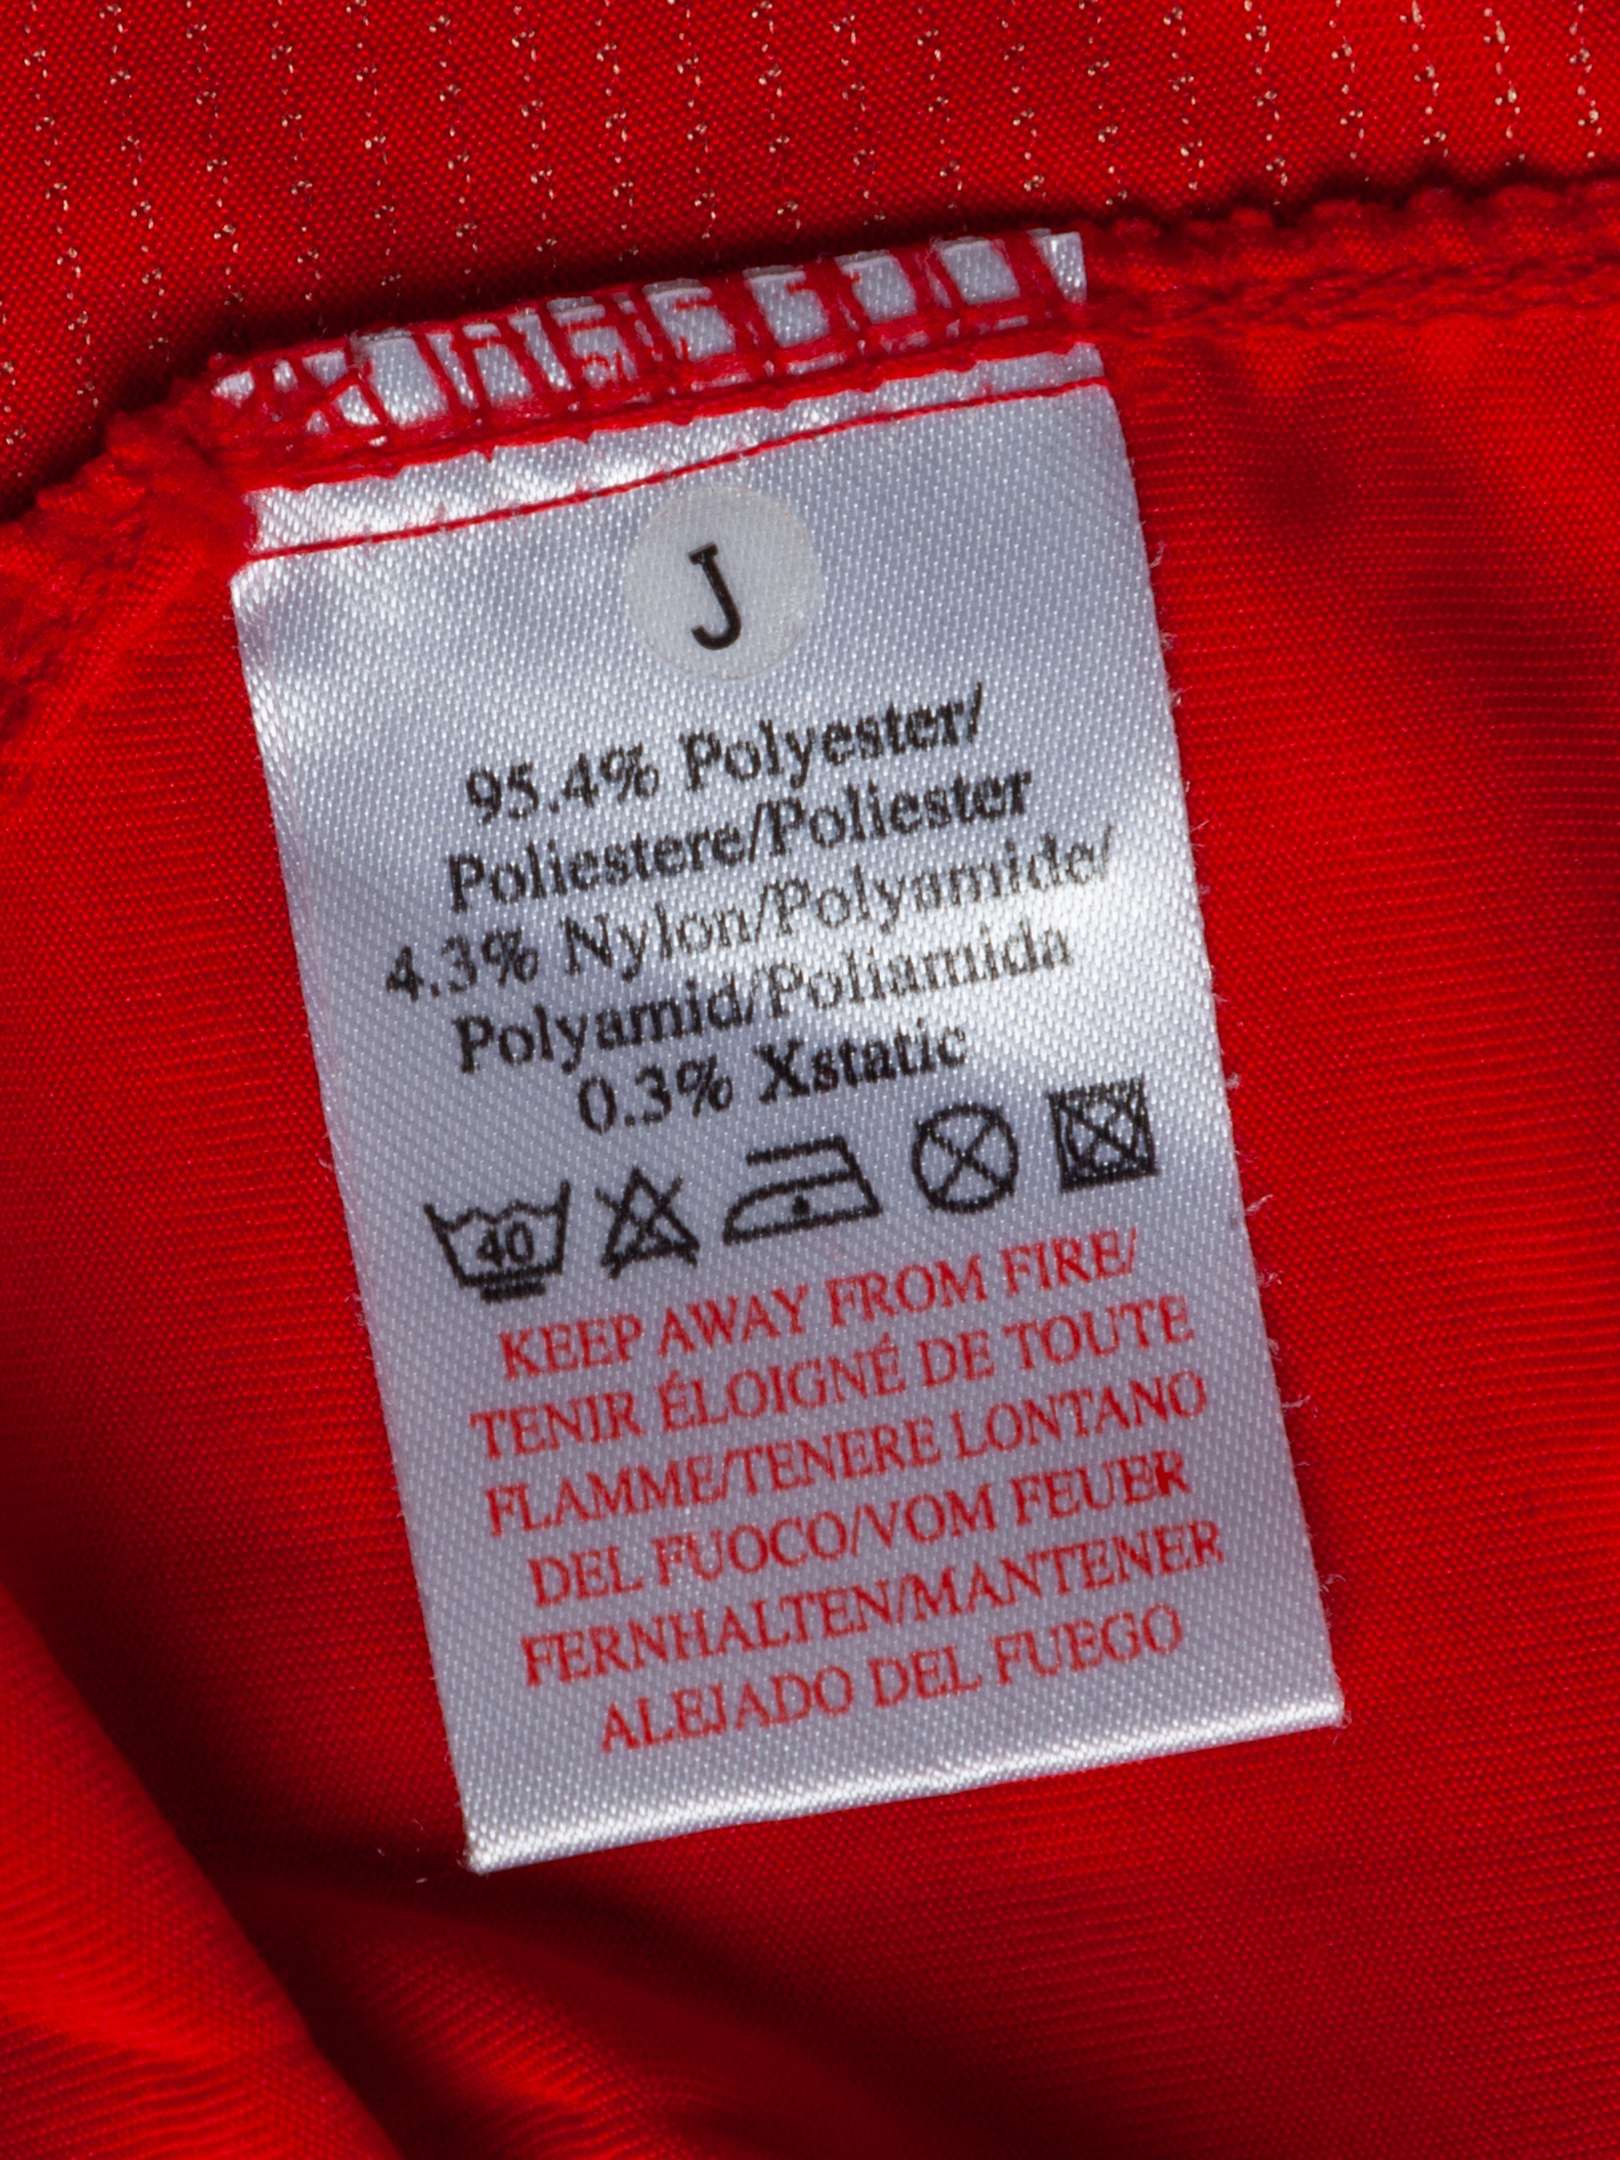 J
95.4% Polyester/
Poliestere/Poliester
4.3% Nylon/Polyamide/
Polyamid/Poliamida
0.3% Xstatic
40
KEEP AWAY FROM FIRE/
TENIR ÉLOIGNÉ DE TOUTE
FLAMME/TENERE LONTANO
DEL FUOCO/VOM FEUER
FERNHALTEN/MANTENER
ALEJADO DEL FUEGO